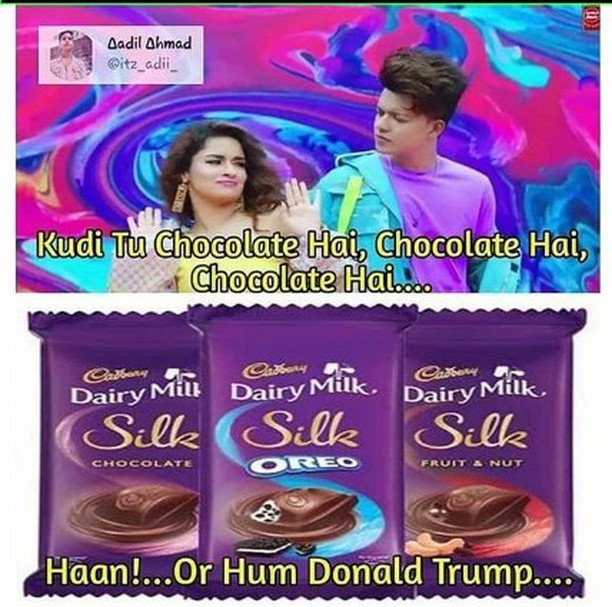 Aadil Ahmad
@itz_adii_
Kudi Tu Chocolate Hai, Chocolate Hai,
Chocolate Hai....
Cadbury
Dairy Milk
Silk
CHOCOLATE
Cadbury
Dairy Milk
Silk
OREO
Cadbury
Dairy Milk
Silk
FRUIT & NUT
Haan!...Or Hum Donald Trump....